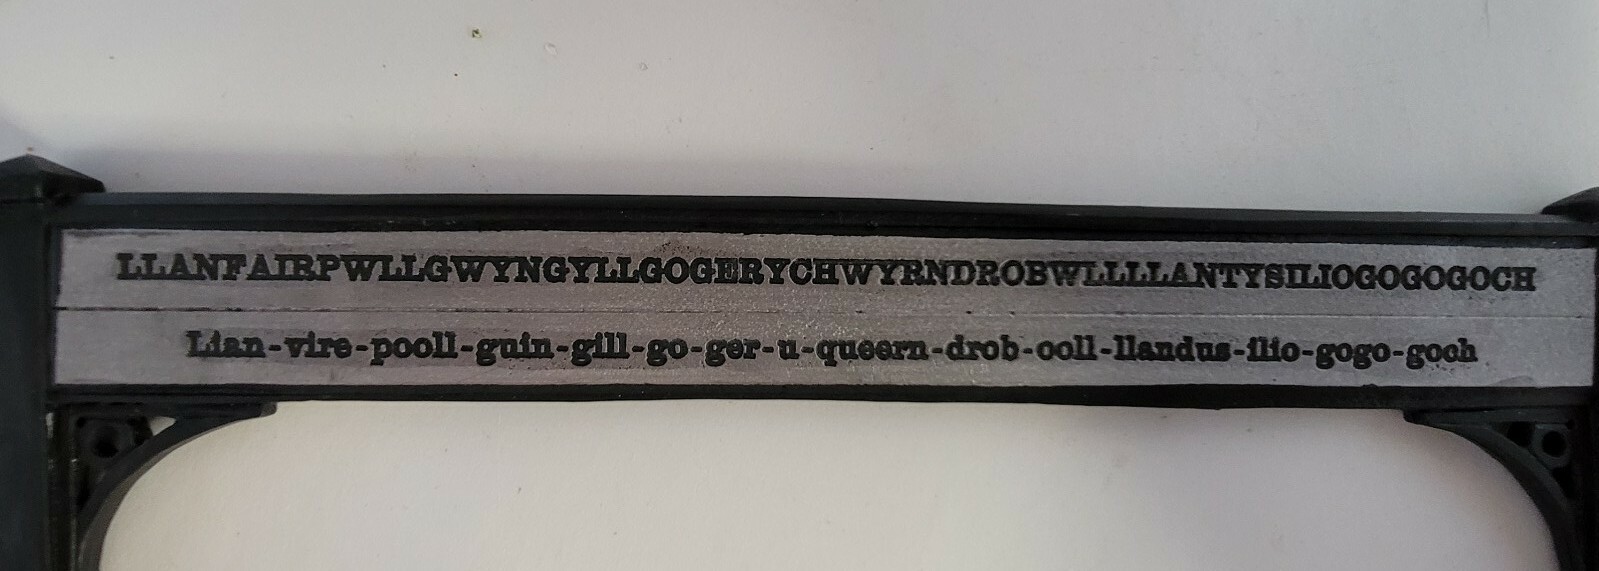 LLANFAIRPWLLGWYNGYLLGOGERYCHWYRNDROBWLLLLANTYSILIOGOGOGOCH
Llan-vire-pooll-guin-gill-go-ger-u-queern-drob-ooll-llandus-ilio-gogo-goch